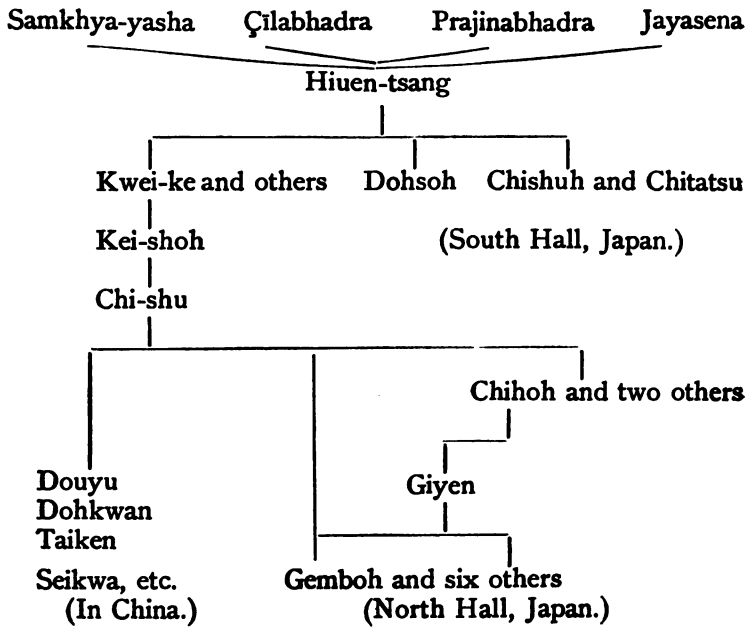 Samkhya-yasha Çīlabhadra Prajinabhadra Jayasena
Hiuen-tsang
Kwei-ke and others Dohsoh Chishuh and Chitatsu
Kei-shoh (South Hall, Japan.)
Chi-shu
Chihoh and two others
Douyu Giyen
Dohkwan
Taiken
Seikwa, etc. Gemboh and six others
(In China.) (North Hall, Japan.)